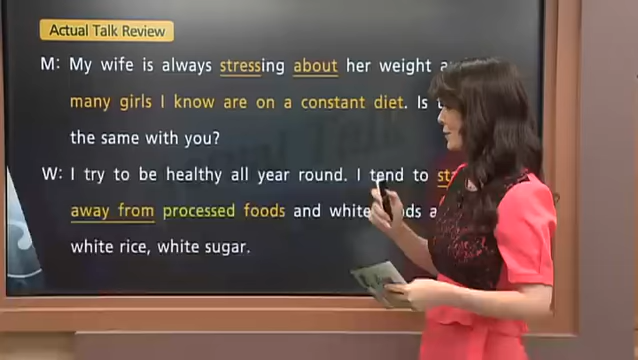 Actual Talk Review
M: My wife is always stressing about her weight
many girls I know are on a constant diet. Is
the same with you?
W: I try to be healthy all year round. I tend to
away from processed foods and white
white rice, white sugar.